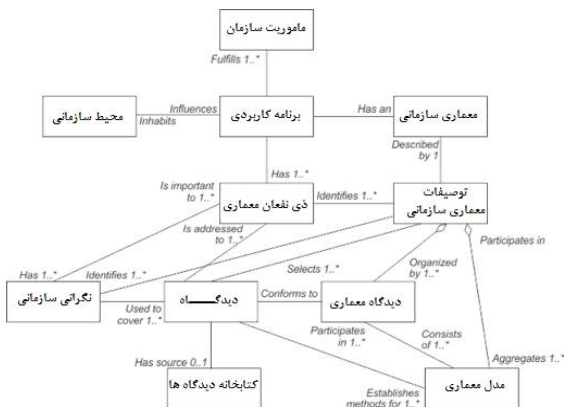 ماموریت سازمان
Fulfills 1..*
محیط سازمانی
Influences
Inhabits
برنامه کاربردی
Has an
معماری سازمانی
Described
by 1
Has 1..*
Is important
to 1..*
ذی نفعان معماری
Identifies 1..*
توصیفات
معماری سازمانی
Is addressed
to 1..*
Participates in
Has 1..*
Identifies 1..*
Selects 1..*
Organized
by 1..*
نگرانی سازمانی
Used to
cover 1..*
دیدگـــــاه
Conforms to
دیدگاه معماری
Participates
in 1..*
Consists
of 1..*
Has source 0..1
Aggregates 1..*
کتابخانه دیدگاه ها
Establishes
methods for 1..*
مدل معماری